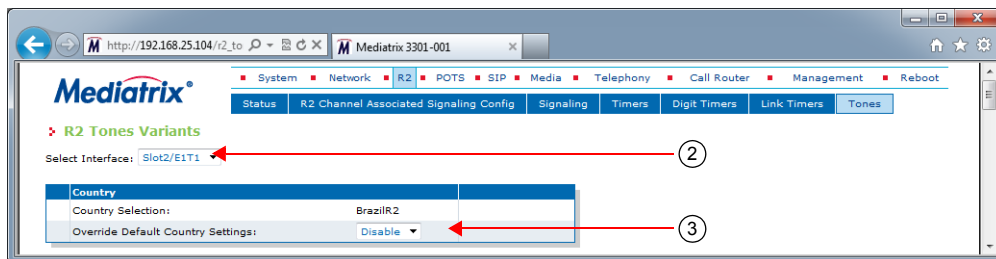 http://192.168.25.104/r2_to
Mediatrix 3301-001
Mediatrix®
System Network R2 POTS SIP Media Telephony Call Router Management Reboot
Status R2 Channel Associated Signaling Config Signaling Timers Digit Timers Link Timers Tones
R2 Tones Variants
Select Interface: Slot2/E1T1
2
Country
Country Selection: BrazilR2
Override Default Country Settings: Disable
3